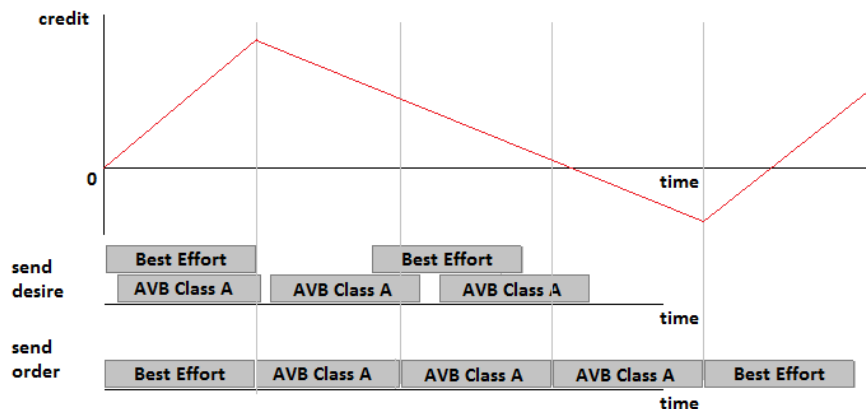 credit
0
time
send
desire
Best Effort
Best Effort
AVB Class A
AVB Class A
AVB Class A
time
send
order
Best Effort
AVB Class A
AVB Class A
AVB Class A
Best Effort
time